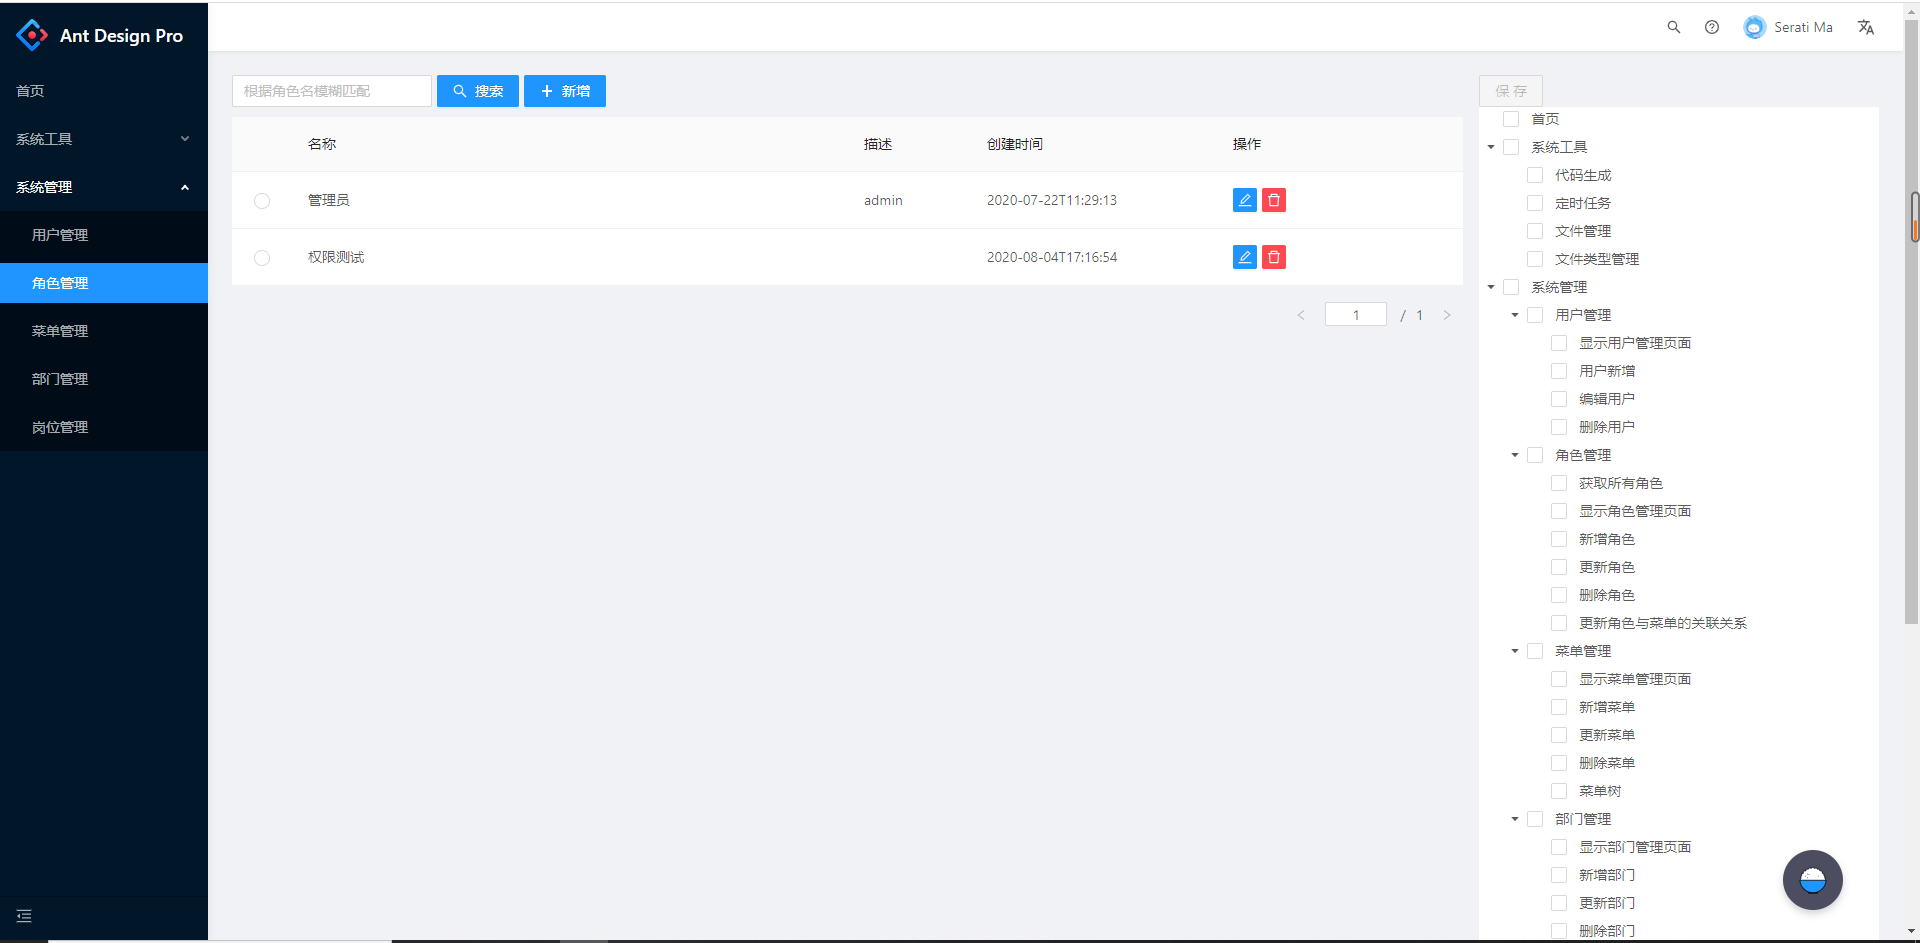 Ant Design Pro
首页
系统工具
系统管理
用户管理
角色管理
菜单管理
部门管理
岗位管理
Serati Ma
根据角色名模糊匹配
搜索
新增
名称 描述 创建时间 操作
管理员 admin 2020-07-22T11:29:13
权限测试 2020-08-04T17:16:54
1 / 1
保存
首页
系统工具
代码生成
定时任务
文件管理
文件类型管理
系统管理
用户管理
显示用户管理页面
用户新增
编辑用户
删除用户
角色管理
获取所有角色
显示角色管理页面
新增角色
更新角色
删除角色
更新角色与菜单的关联关系
菜单管理
显示菜单管理页面
新增菜单
更新菜单
删除菜单
菜单树
部门管理
显示部门管理页面
新增部门
更新部门
删除部门